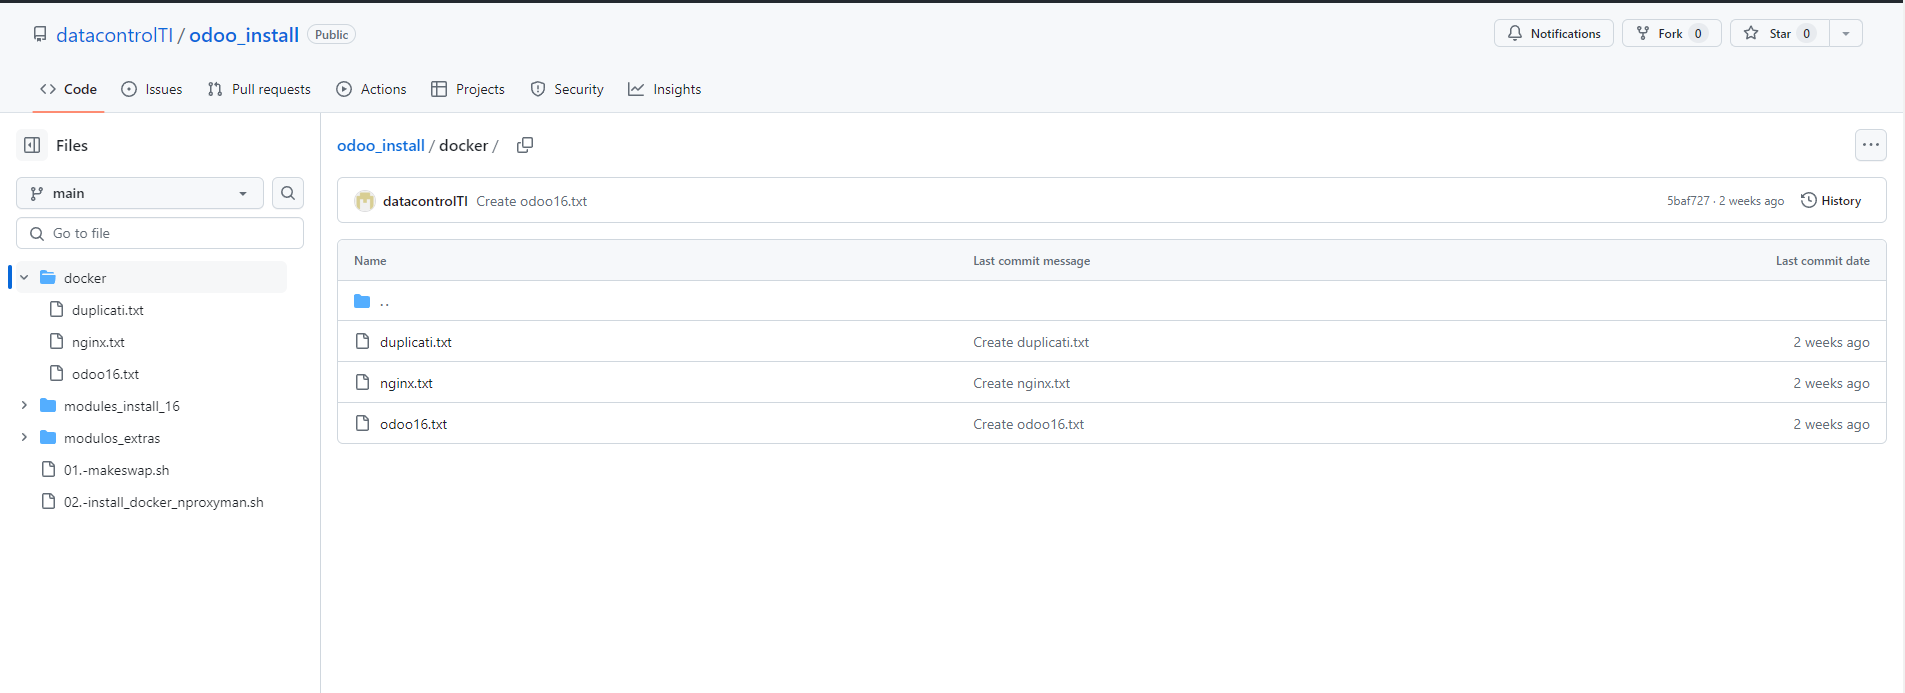 datacontrolTI / odoo_install Public
Notifications Fork 0 Star 0
Code Issues Pull requests Actions Projects Security Insights
Files
main
Go to file
docker
duplicati.txt
nginx.txt
odoo16.txt
modules_install_16
modulos_extras
01.-makeswap.sh
02.-install_docker_nproxyman.sh
odoo_install / docker /
datacontrolTI Create odoo16.txt 5baf727 · 2 weeks ago History
Name Last commit message Last commit date
..
duplicati.txt Create duplicati.txt 2 weeks ago
nginx.txt Create nginx.txt 2 weeks ago
odoo16.txt Create odoo16.txt 2 weeks ago